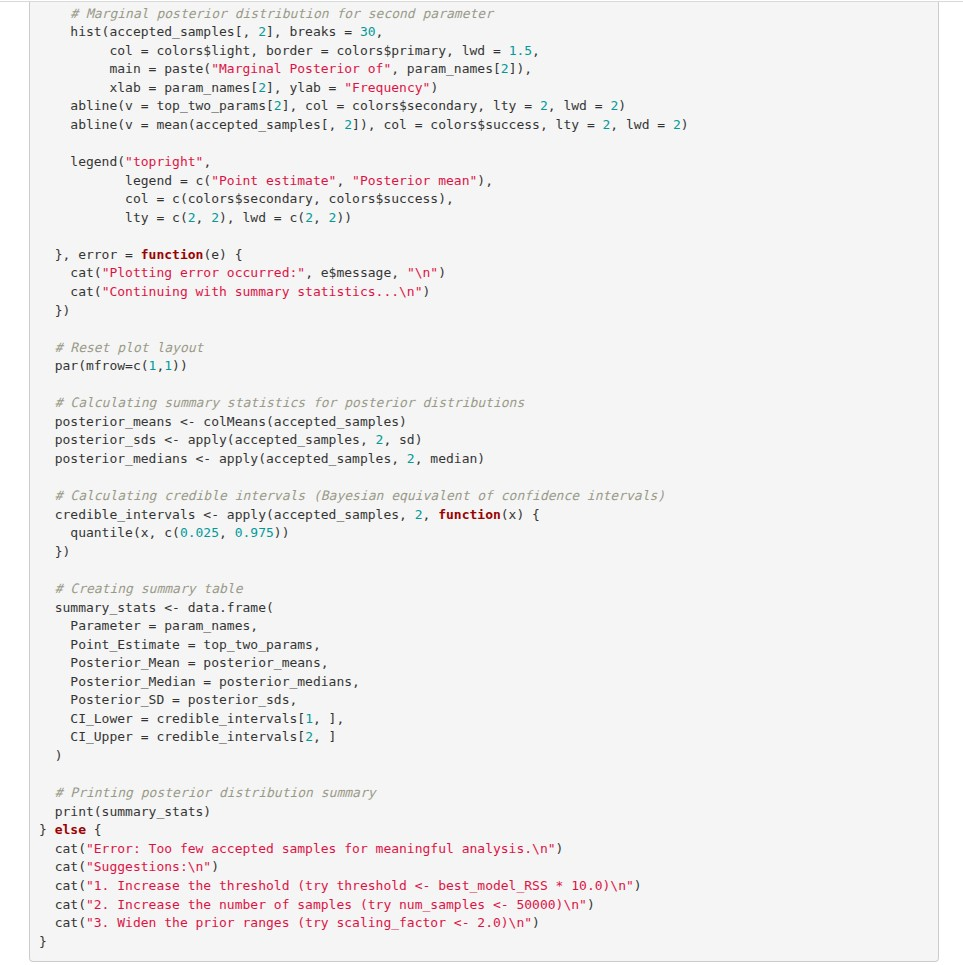 # Marginal posterior distribution for second parameter
hist(accepted_samples[, 2], breaks = 30,
col = colors$light, border = colors$primary, lwd = 1.5,
main = paste("Marginal Posterior of", param_names[2]),
xlab = param_names[2], ylab = "Frequency")
abline(v = top_two_params[2], col = colors$secondary, lty = 2, lwd = 2)
abline(v = mean(accepted_samples[, 2]), col = colors$success, lty = 2, lwd = 2)
legend("topright",
legend = c("Point estimate", "Posterior mean"),
col = c(colors$secondary, colors$success),
lty = c(2, 2), lwd = c(2, 2))
}, error = function(e) {
cat("Plotting error occurred:", e$message, "\n")
cat("Continuing with summary statistics...\n")
})
# Reset plot layout
par(mfrow=c(1,1))
# Calculating summary statistics for posterior distributions
posterior_means <- colMeans(accepted_samples)
posterior_sds <- apply(accepted_samples, 2, sd)
posterior_medians <- apply(accepted_samples, 2, median)
# Calculating credible intervals (Bayesian equivalent of confidence intervals)
credible_intervals <- apply(accepted_samples, 2, function(x) {
quantile(x, c(0.025, 0.975))
})
# Creating summary table
summary_stats <- data.frame(
Parameter = param_names,
Point_Estimate = top_two_params,
Posterior_Mean = posterior_means,
Posterior_Median = posterior_medians,
Posterior_SD = posterior_sds,
CI_Lower = credible_intervals[1, ],
CI_Upper = credible_intervals[2, ]
)
# Printing posterior distribution summary
print(summary_stats)
} else {
cat("Error: Too few accepted samples for meaningful analysis.\n")
cat("Suggestions:\n")
cat("1. Increase the threshold (try threshold <- best_model_RSS * 10.0)\n")
cat("2. Increase the number of samples (try num_samples <- 50000)\n")
cat("3. Widen the prior ranges (try scaling_factor <- 2.0)\n")
}